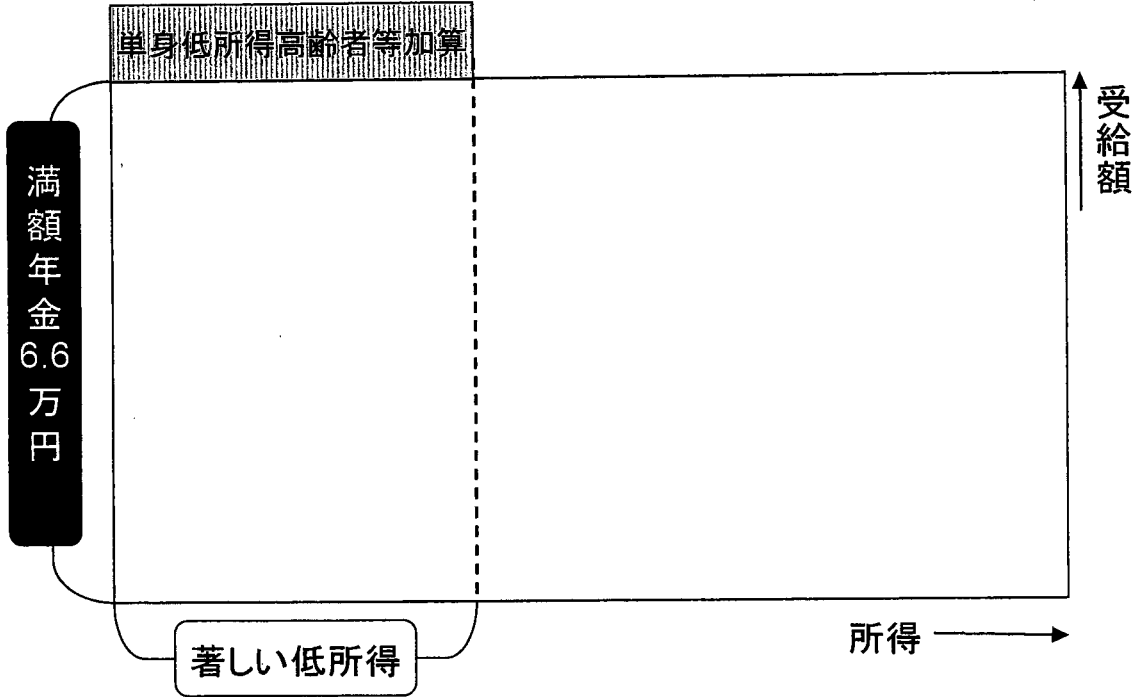 単身低所得高齢者等加算
受給額
満額年金6.6万円
所得
著しい低所得